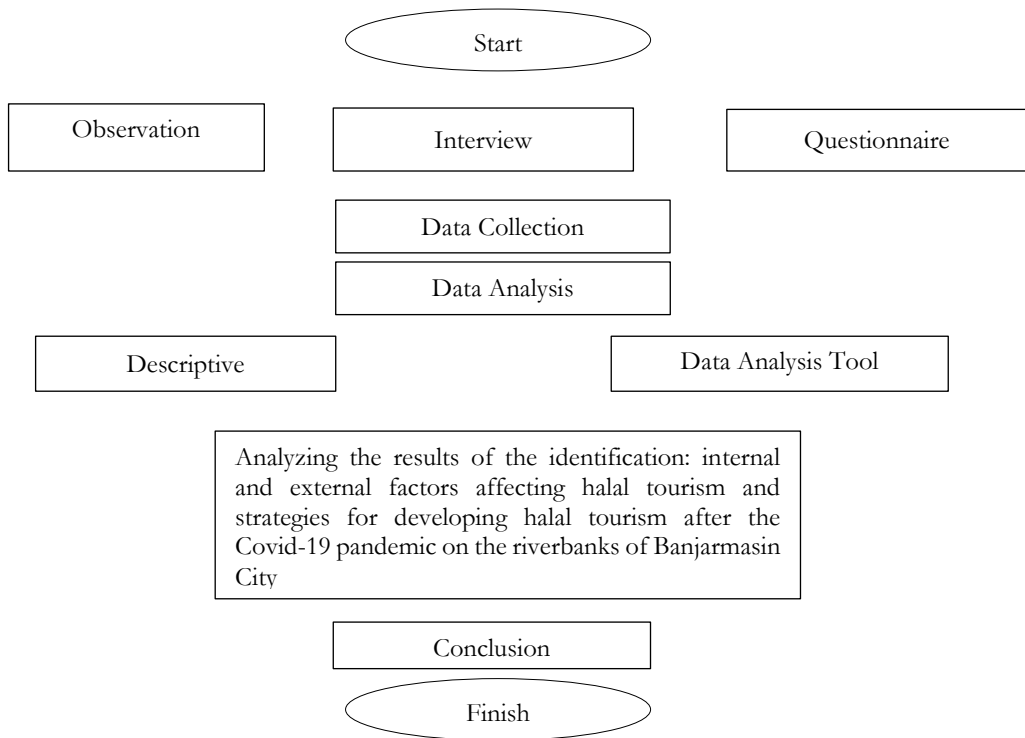 Start
Observation
Interview
Questionnaire
Data Collection
Data Analysis
Descriptive
Data Analysis Tool
Analyzing the results of the identification: internal
and external factors affecting halal tourism and
strategies for developing halal tourism after the
Covid-19 pandemic on the riverbanks of Banjarmasin
City
Conclusion
Finish